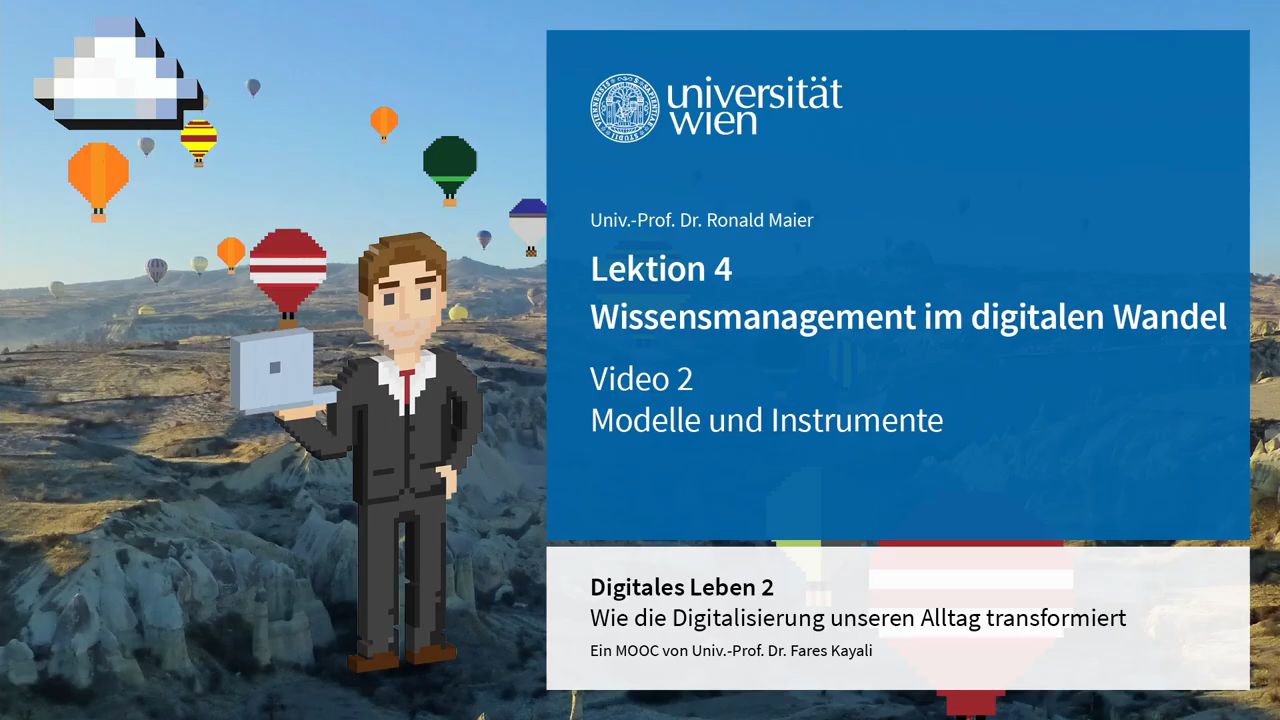 universität
wien
Univ.-Prof. Dr. Ronald Maier
Lektion 4
Wissensmanagement im digitalen Wandel
Video 2
Modelle und Instrumente
Digitales Leben 2
Wie die Digitalisierung unseren Alltag transformiert
Ein MOOC von Univ.-Prof. Dr. Fares Kayali